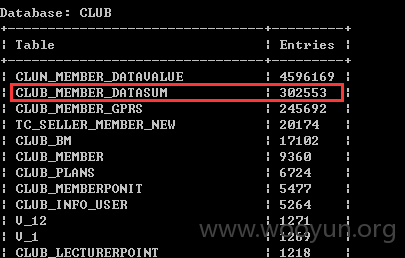 Database: CLUB
Table | Entries
CLUN_MEMBER_DATAVALUE | 4596169
CLUB_MEMBER_DATASUM | 302553
CLUB_MEMBER_GPRS | 245692
TC_SELLER_MEMBER_NEW | 20174
CLUB_BM | 17102
CLUB_MEMBER | 9360
CLUB_PLANS | 6724
CLUB_MEMBERPONIT | 5477
CLUB_INFO_USER | 5264
V_12 | 1271
V_1 | 1269
CLUB_LECTURERPOINT | 1218
www.wooyun.org